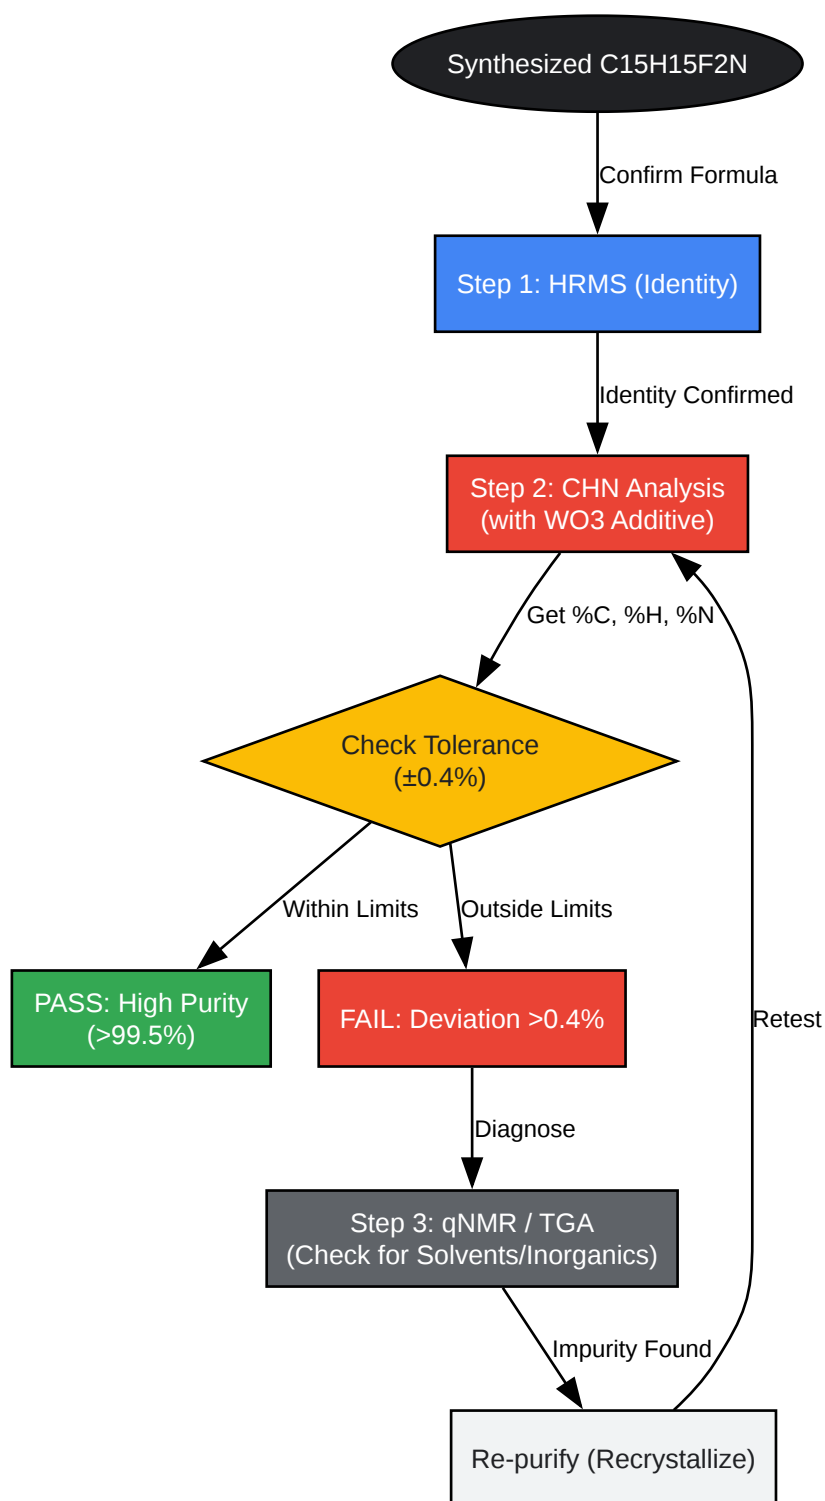 Synthesized C15H15F2N
Confirm Formula
Step 1: HRMS (Identity)
Identity Confirmed
Step 2: CHN Analysis
(with WO3 Additive)
Get %C, %H, %N
Check Tolerance
(±0.4%)
Within Limits
Outside Limits
PASS: High Purity
(>99.5%)
FAIL: Deviation >0.4%
Retest
Diagnose
Step 3: qNMR / TGA
(Check for Solvents/Inorganics)
Impurity Found
Re-purify (Recrystallize)